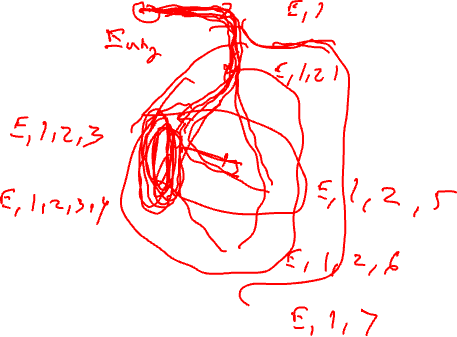 E, 1
E, 1, 2 1
E, 1, 2, 3
E, 1, 2, 3, 4
E, 1, 2, 5
E, 1, 2, 6
E, 1, 7